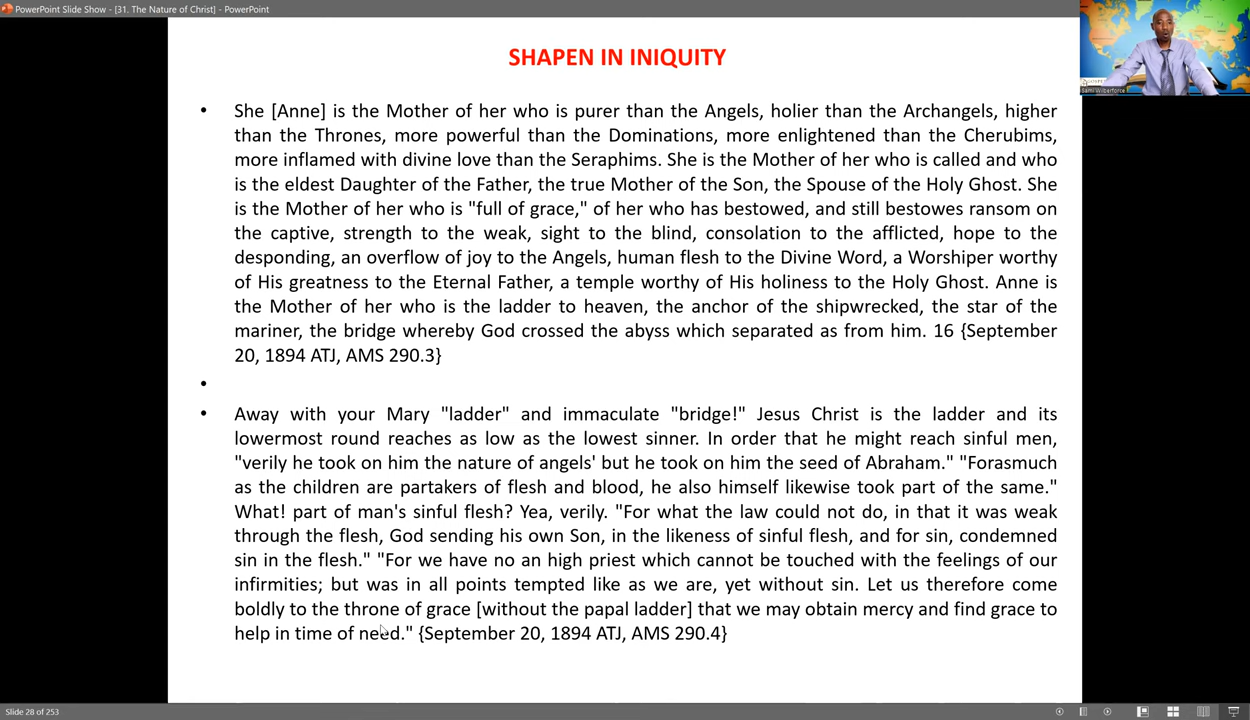 PowerPoint Slide Show - [31. The Nature of Christ] - PowerPoint
SHAPEN IN INIQUITY
• She [Anne] is the Mother of her who is purer than the Angels, holier than the Archangels, higher
than the Thrones, more powerful than the Dominations, more enlightened than the Cherubims,
more inflamed with divine love than the Seraphims. She is the Mother of her who is called and who
is the eldest Daughter of the Father, the true Mother of the Son, the Spouse of the Holy Ghost. She
is the Mother of her who is "full of grace," of her who has bestowed, and still bestowes ransom on
the captive, strength to the weak, sight to the blind, consolation to the afflicted, hope to the
desponding, an overflow of joy to the Angels, human flesh to the Divine Word, a Worshiper worthy
of His greatness to the Eternal Father, a temple worthy of His holiness to the Holy Ghost. Anne is
the Mother of her who is the ladder to heaven, the anchor of the shipwrecked, the star of the
mariner, the bridge whereby God crossed the abyss which separated as from him. 16 {September
20, 1894 ATJ, AMS 290.3}
•
• Away with your Mary "ladder" and immaculate "bridge!" Jesus Christ is the ladder and its
lowermost round reaches as low as the lowest sinner. In order that he might reach sinful men,
"verily he took on him the nature of angels' but he took on him the seed of Abraham." "Forasmuch
as the children are partakers of flesh and blood, he also himself likewise took part of the same."
What! part of man's sinful flesh? Yea, verily. "For what the law could not do, in that it was weak
through the flesh, God sending his own Son, in the likeness of sinful flesh, and for sin, condemned
sin in the flesh." "For we have no an high priest which cannot be touched with the feelings of our
infirmities; but was in all points tempted like as we are, yet without sin. Let us therefore come
boldly to the throne of grace [without the papal ladder] that we may obtain mercy and find grace to
help in time of need." {September 20, 1894 ATJ, AMS 290.4}
Slide 28 of 253